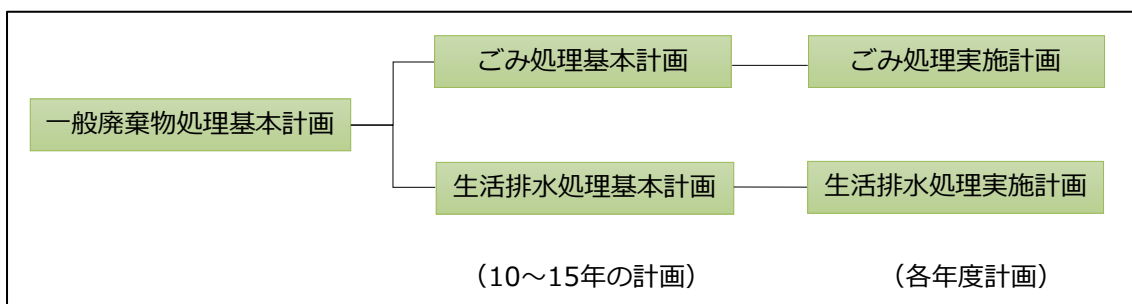 ごみ処理基本計画
ごみ処理実施計画
一般廃棄物処理基本計画
生活排水処理基本計画
生活排水処理実施計画
（10～15年の計画）
（各年度計画）